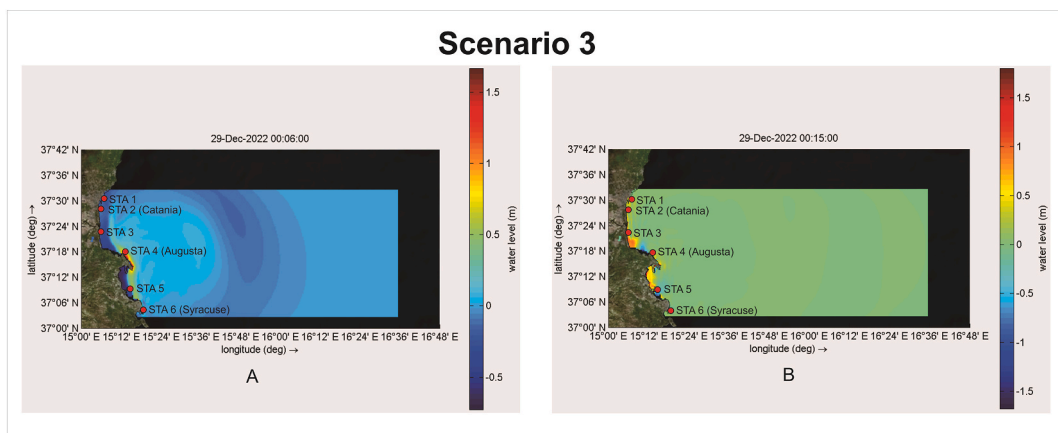 Scenario 3
29-Dec-2022 00:06:00
37°42' N
37°36' N
37°30' N
37°24' N
37°18' N
37°12' N
37°06' N
37°00' N
latitude (deg) →
STA 1
STA 2 (Catania)
STA 3
STA 4 (Augusta)
STA 5
STA 6 (Syracuse)
15°00' E 15°12' E 15°24' E 15°36' E 15°48' E 16°00' E 16°12' E 16°24' E 16°36' E 16°48' E
longitude (deg) →
1.5
1
0.5
0
-0.5
water level (m)
A
29-Dec-2022 00:15:00
37°42' N
37°36' N
37°30' N
37°24' N
37°18' N
37°12' N
37°06' N
37°00' N
latitude (deg) →
STA 1
STA 2 (Catania)
STA 3
STA 4 (Augusta)
STA 5
STA 6 (Syracuse)
15°00' E 15°12' E 15°24' E 15°36' E 15°48' E 16°00' E 16°12' E 16°24' E 16°36' E 16°48' E
longitude (deg) →
1.5
1
0.5
0
-0.5
-1
-1.5
water level (m)
B